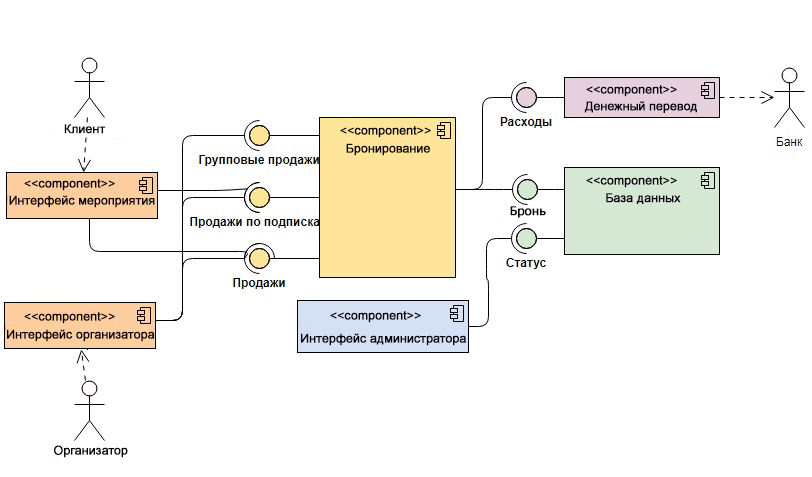 Клиент
<<component>>
Интерфейс мероприятия
<<component>>
Интерфейс организатора
Организатор
Групповые продажи
Продажи по подписка
Продажи
<<component>>
Бронирование
<<component>>
Интерфейс администратора
Расходы
Бронь
Статус
<<component>>
Денежный перевод
<<component>>
База данных
Банк